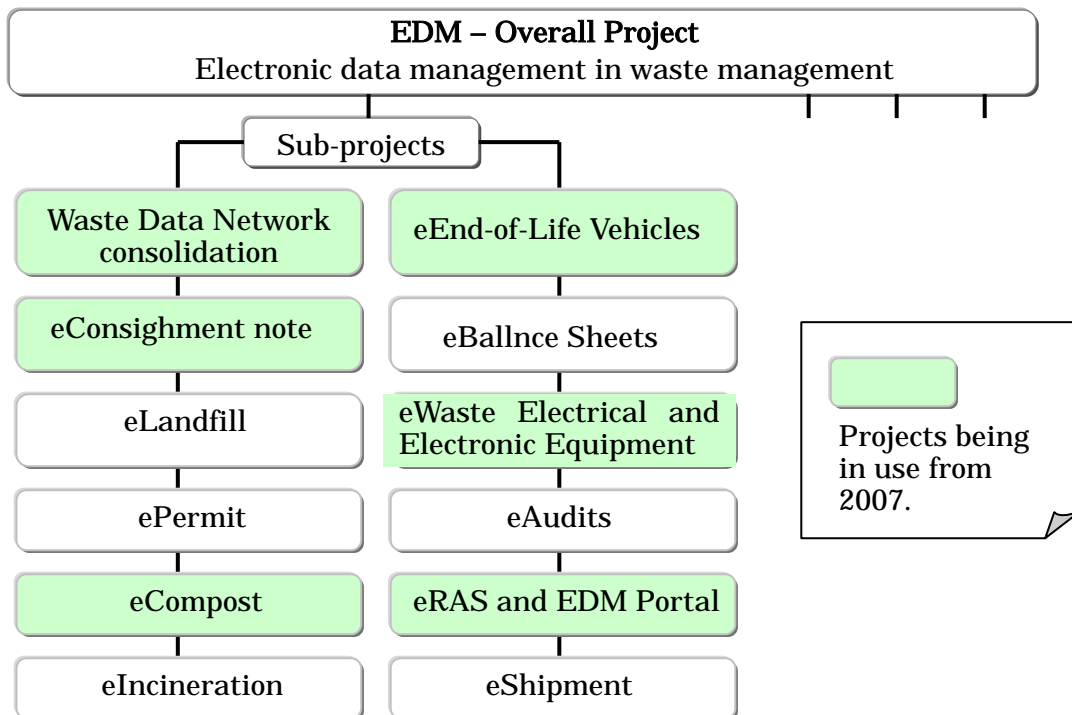 EDM – Overall Project
Electronic data management in waste management
Sub-projects
Waste Data Network
consolidation
eConsighment note
eLandfill
ePermit
eCompost
eIncineration
eEnd-of-Life Vehicles
eBallnce Sheets
eWaste Electrical and
Electronic Equipment
eAudits
eRAS and EDM Portal
eShipment
Projects being
in use from
2007.